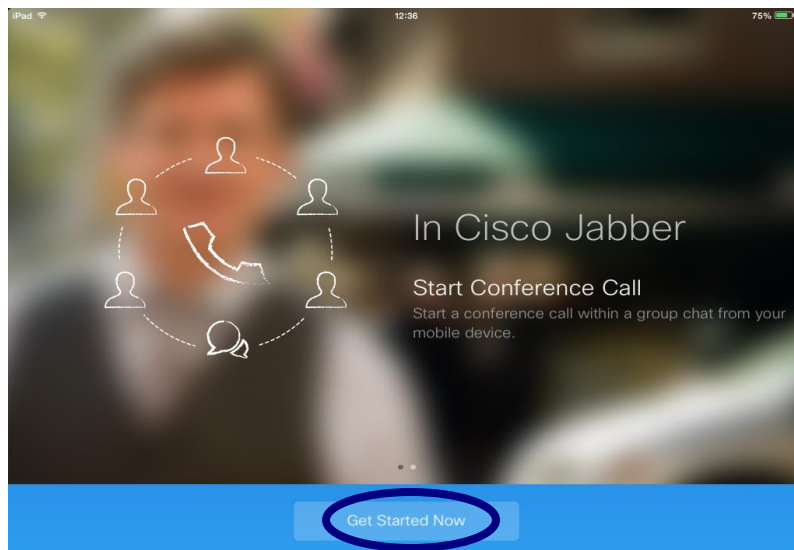 iPad
12:36
75%
In Cisco Jabber
Start Conference Call
Start a conference call within a group chat from your
mobile device.
Get Started Now